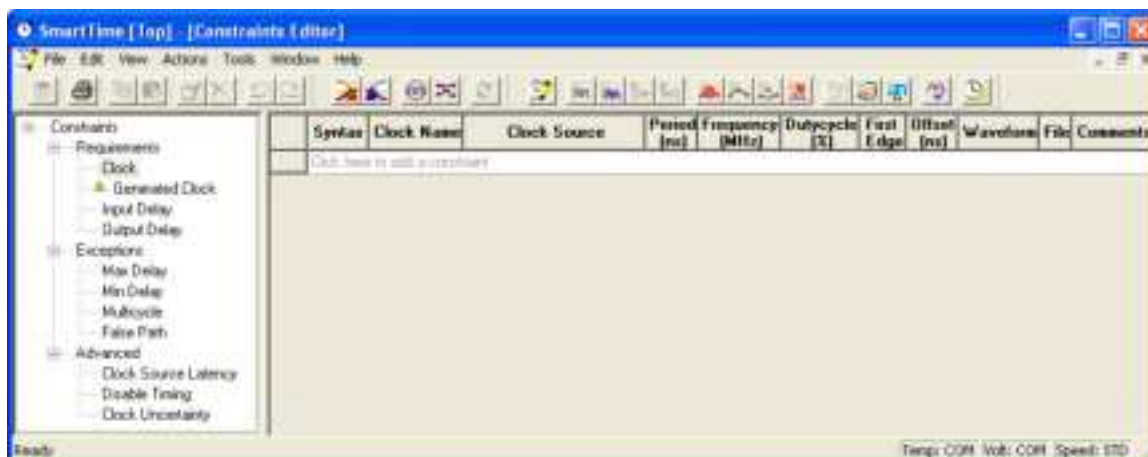 SmartTime [Top] - [Constraints Editor]
File Edit View Actions Tools Window Help
Constraints
Requirements
Clock
Generated Clock
Input Delay
Output Delay
Exceptions
Max Delay
Min Delay
Multicycle
False Path
Advanced
Clock Source Latency
Disable Timing
Clock Uncertainty
Syntax Clock Name Clock Source Period (ns) Frequency (MHz) Dutycycle (%) First Edge Offset (ns) Waveform File Comments
Click here to add a constraint
Ready
Temp: COM Volt: COM Speed: STD